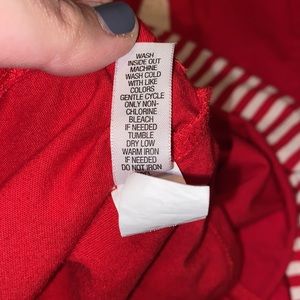 WASH
INSIDE OUT
MACHINE
WASH COLD
WITH LIKE
COLORS
GENTLE CYCLE
ONLY NON-
CHLORINE
BLEACH
IF NEEDED
TUMBLE
DRY LOW
WARM IRON
IF NEEDED
DO NOT IRON